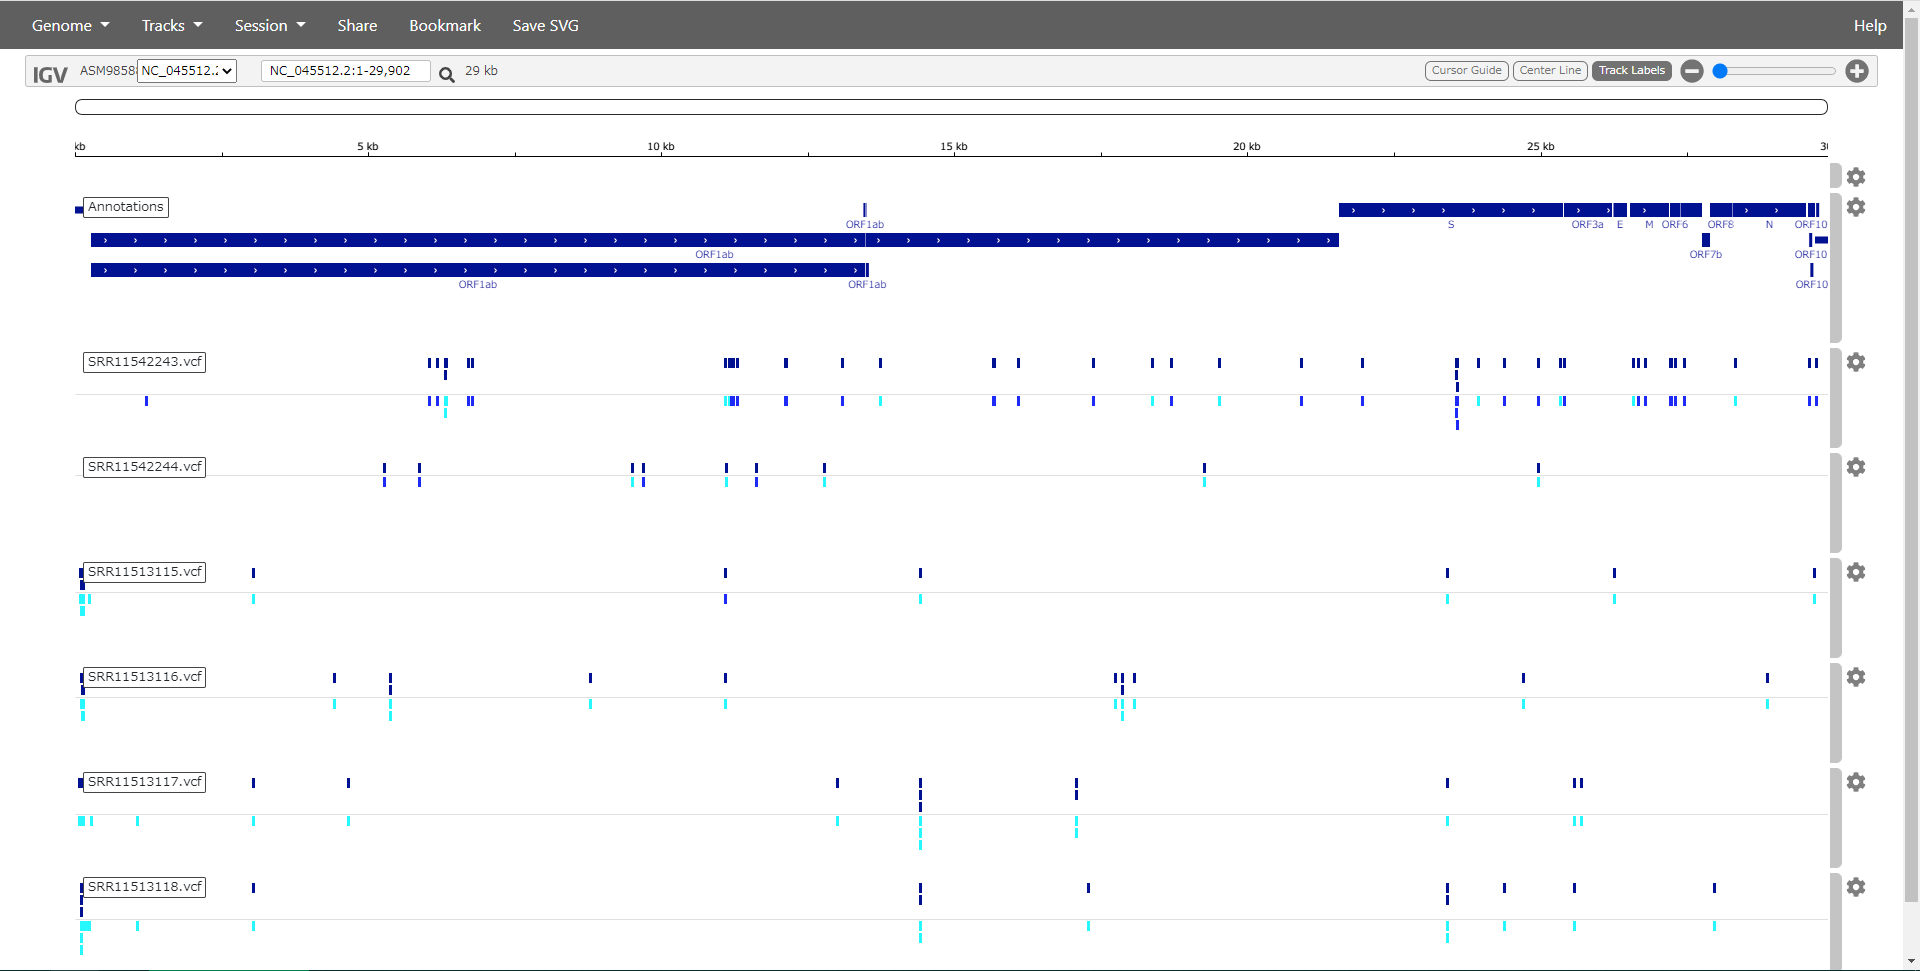 Genome Tracks Session Share Bookmark Save SVG Help
IGV ASM9858 NC_045512.2 NC_045512.2:1-29,902 29 kb Cursor Guide Center Line Track Labels
kb 5 kb 10 kb 15 kb 20 kb 25 kb 30
Annotations
ORF1ab S ORF3a E M ORF6 ORF8 N ORF10
ORF1ab ORF7b ORF10
ORF1ab ORF1ab ORF10
SRR11542243.vcf
SRR11542244.vcf
SRR11513115.vcf
SRR11513116.vcf
SRR11513117.vcf
SRR11513118.vcf